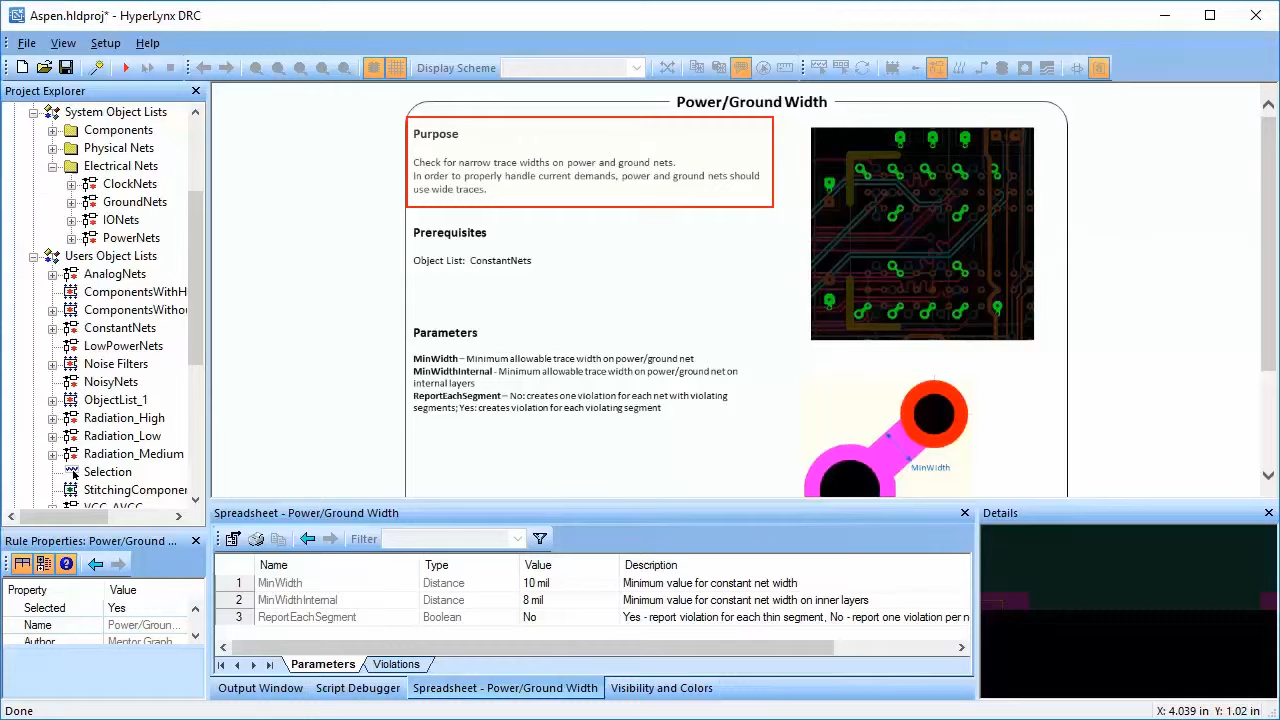 Aspen.hldproj* - HyperLynx DRC
File View Setup Help
Display Scheme
Project Explorer
System Object Lists
Components
Physical Nets
Electrical Nets
ClockNets
GroundNets
IONets
PowerNets
Users Object Lists
AnalogNets
ComponentsWithH
ComponentsWithou
ConstantNets
LowPowerNets
Noise Filters
NoisyNets
ObjectList_1
Radiation_High
Radiation_Low
Radiation_Medium
Selection
StitchingComponen
Power/Ground Width
Purpose
Check for narrow trace widths on power and ground nets.
In order to properly handle current demands, power and ground nets should
use wide traces.
Prerequisites
Object List: ConstantNets
Parameters
MinWidth – Minimum allowable trace width on power/ground net
MinWidthInternal - Minimum allowable trace width on power/ground net on
internal layers
ReportEachSegment – No: creates one violation for each net with violating
segments; Yes: creates violation for each violating segment
MinWidth
Rule Properties: Power/Ground ...
Property Value
Selected Yes
Name Power/Groun...
Author Mentor Graph
Spreadsheet - Power/Ground Width
Filter
Name Type Value Description
1 MinWidth Distance 10 mil Minimum value for constant net width
2 MinWidthInternal Distance 8 mil Minimum value for constant net width on inner layers
3 ReportEachSegment Boolean No Yes - report violation for each thin segment, No - report one violation per n
Parameters Violations
Output Window Script Debugger Spreadsheet - Power/Ground Width Visibility and Colors
Details
Done
X: 4.039 in Y: 1.02 in